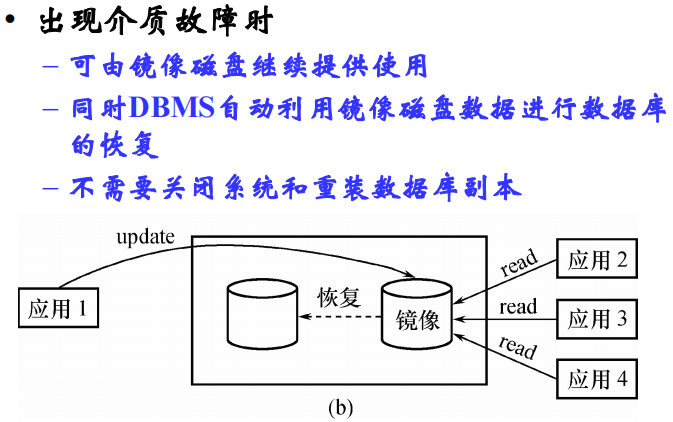 • 出现介质故障时
– 可由镜像磁盘继续提供使用
– 同时DBMS自动利用镜像磁盘数据进行数据库
的恢复
– 不需要关闭系统和重装数据库副本
update
read
应用 2
应用 1
恢复
镜像
read
应用 3
read
应用 4
(b)